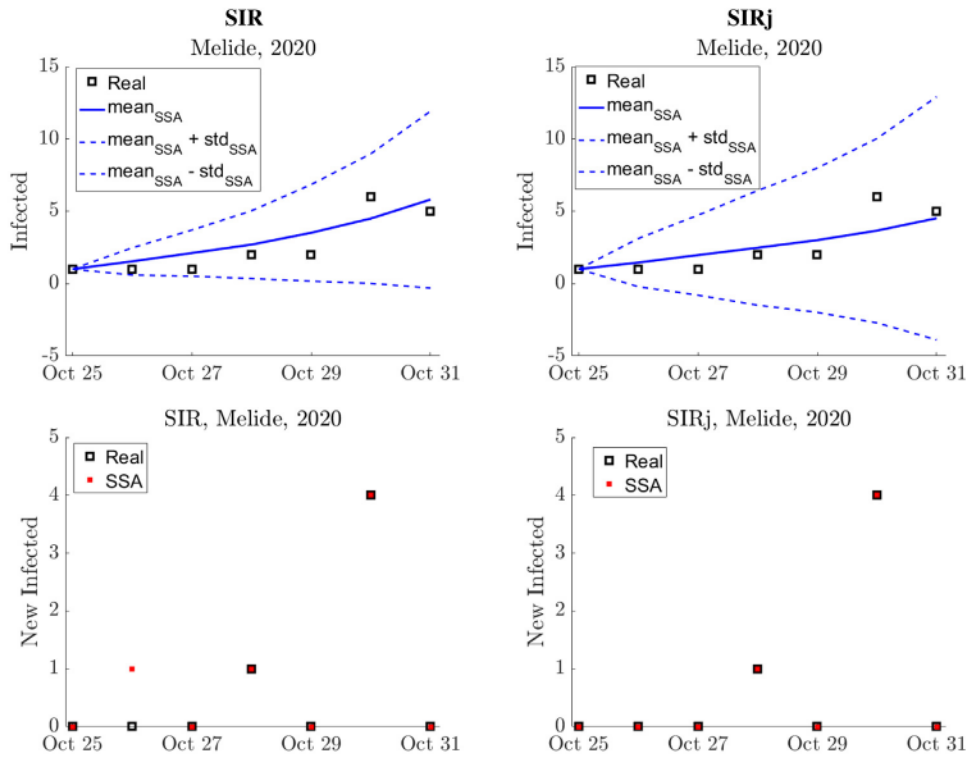 SIR
Melide, 2020
15
10
5
0
-5
Infected
Real
mean_SSA
mean_SSA + std_SSA
mean_SSA - std_SSA
Oct 25 Oct 27 Oct 29 Oct 31
SIRj
Melide, 2020
15
10
5
0
-5
Infected
Real
mean_SSA
mean_SSA + std_SSA
mean_SSA - std_SSA
Oct 25 Oct 27 Oct 29 Oct 31
SIR, Melide, 2020
5
4
3
2
1
0
New Infected
Real
SSA
Oct 25 Oct 27 Oct 29 Oct 31
SIRj, Melide, 2020
5
4
3
2
1
0
New Infected
Real
SSA
Oct 25 Oct 27 Oct 29 Oct 31